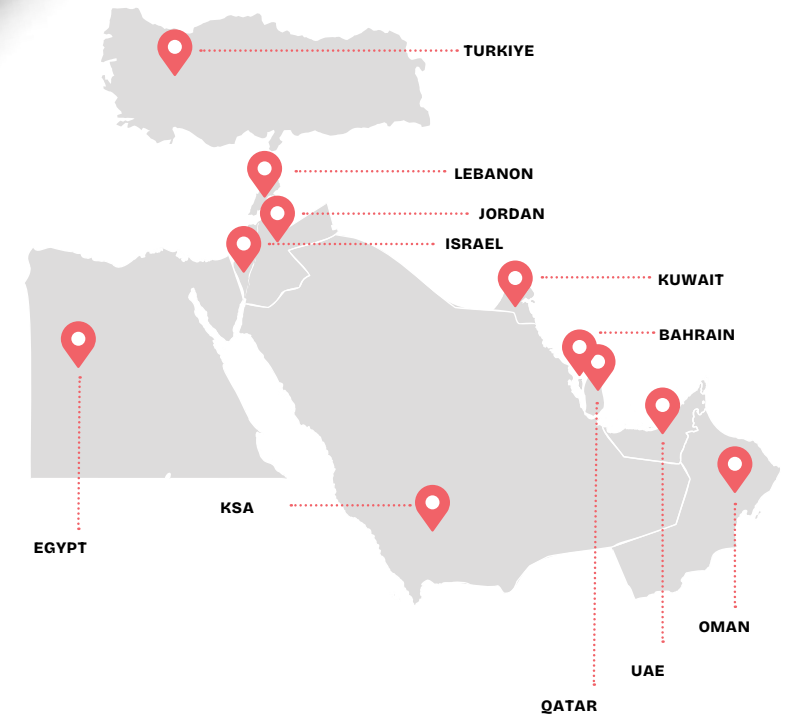 TURKIYE
LEBANON
JORDAN
ISRAEL
KUWAIT
BAHRAIN
KSA
EGYPT
OMAN
UAE
QATAR